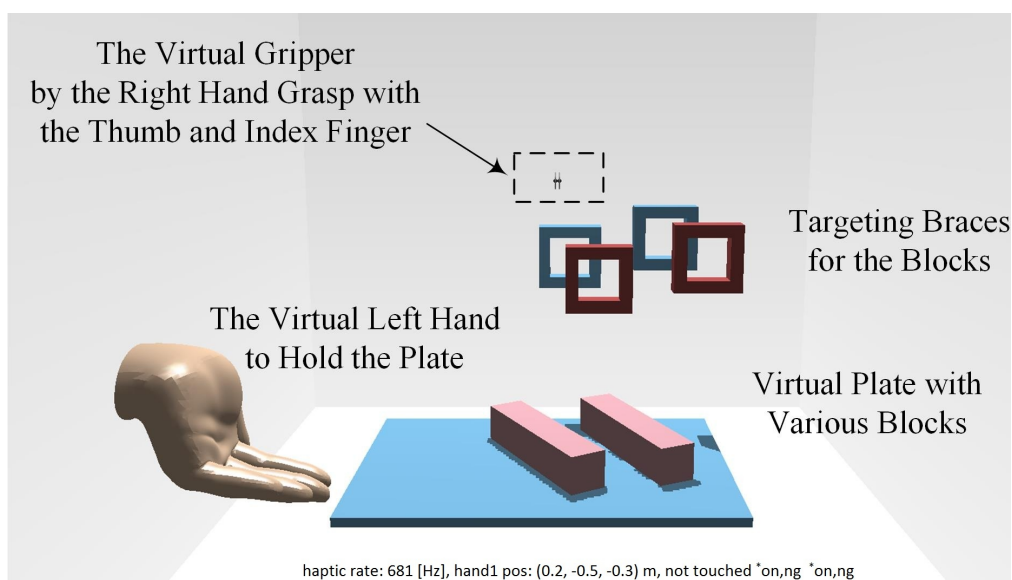 The Virtual Gripper
by the Right Hand Grasp with
the Thumb and Index Finger
Targeting Braces
for the Blocks
The Virtual Left Hand
to Hold the Plate
Virtual Plate with
Various Blocks
haptic rate: 681 [Hz], hand1 pos: (0.2, -0.5, -0.3) m, not touched *on,ng *on,ng